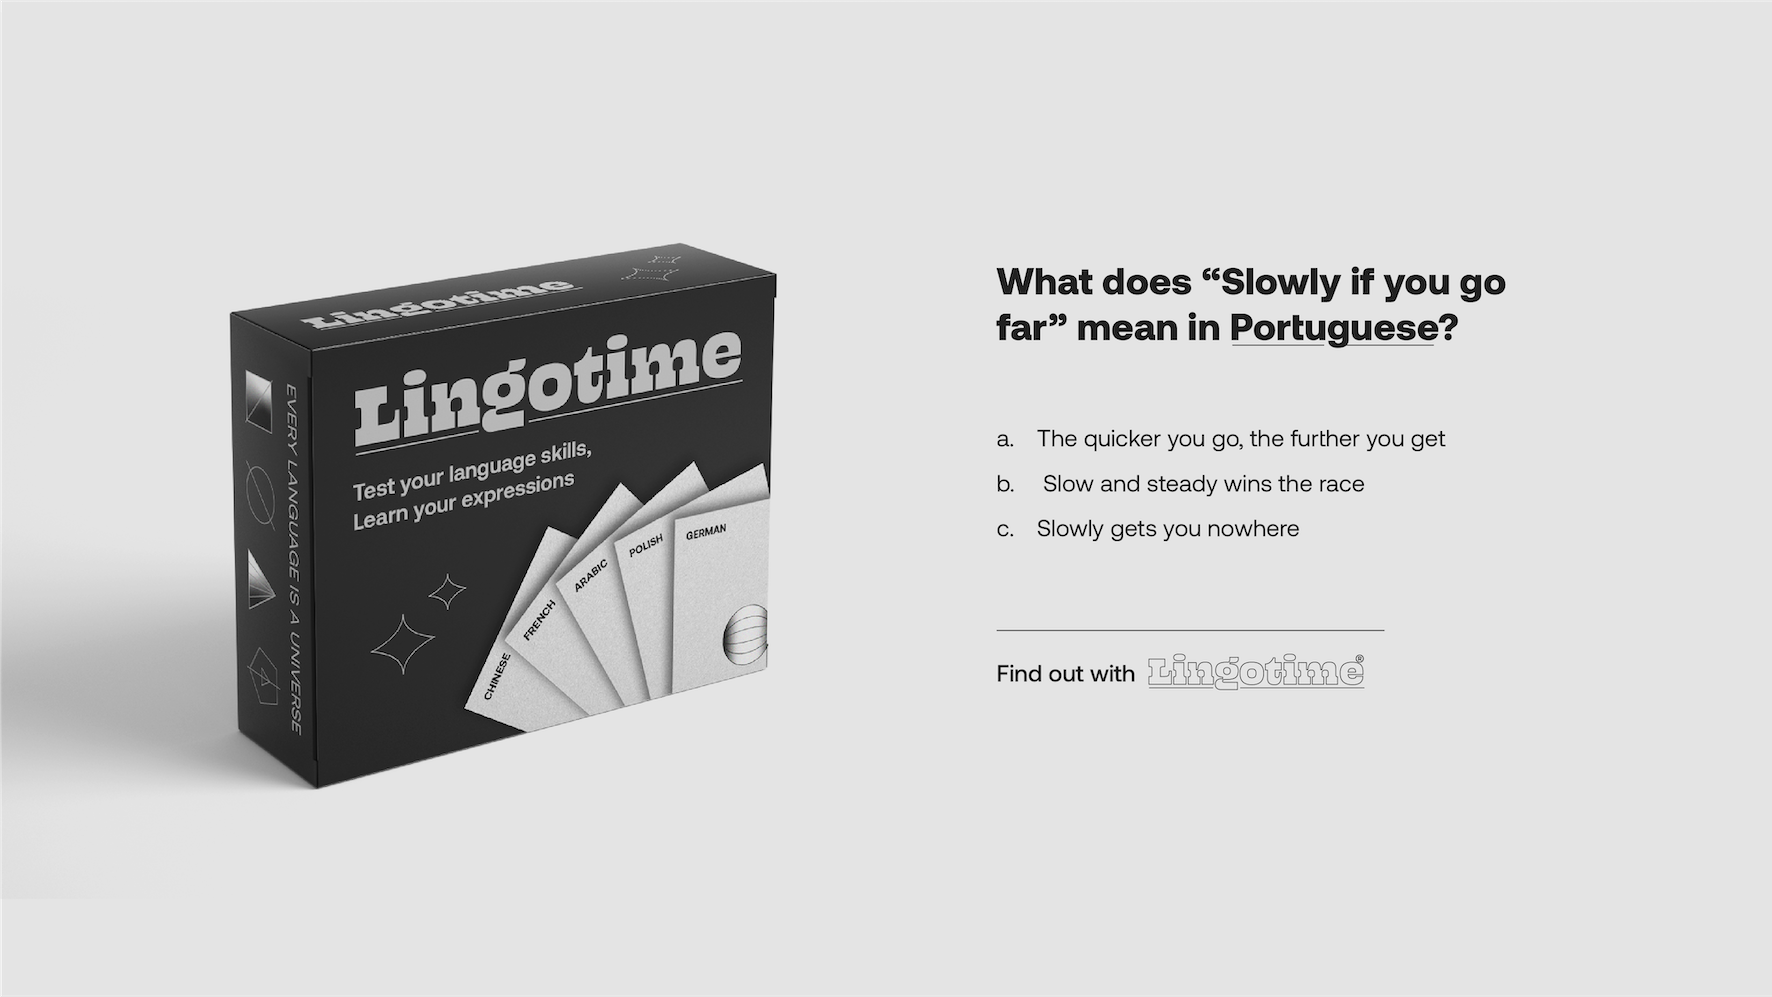 Lingotime
Lingotime
Test your language skills,
Learn your expressions
EVERY LANGUAGE IS A UNIVERSE
CHINESE
FRENCH
ARABIC
POLISH
GERMAN
What does “Slowly if you go
far” mean in Portuguese?
a. The quicker you go, the further you get
b. Slow and steady wins the race
c. Slowly gets you nowhere
Find out with Lingotime®